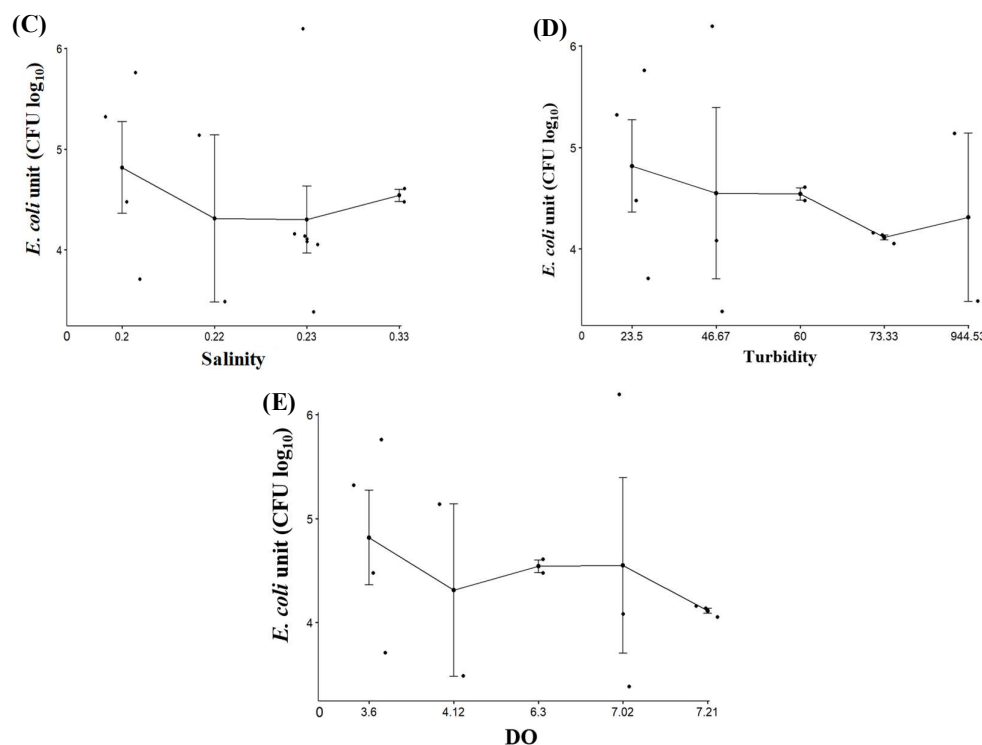 (C)
E. coli unit (CFU log10)
6
5
4
0
0.2 0.22 0.23 0.33
Salinity
(D)
E. coli unit (CFU log10)
6
5
4
0
23.5 46.67 60 73.33 944.53
Turbidity
(E)
E. coli unit (CFU log10)
6
5
4
0
3.6 4.12 6.3 7.02 7.21
DO